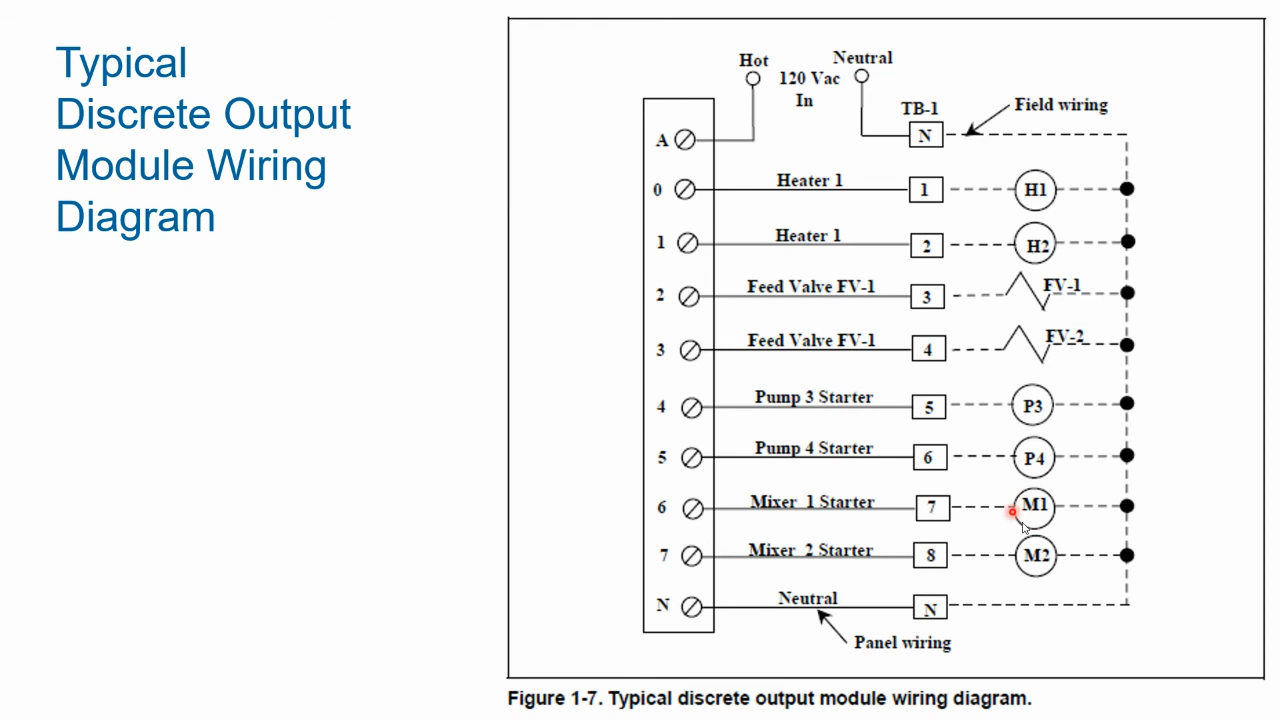 Typical
Discrete Output
Module Wiring
Diagram
Hot
Neutral
120 Vac
In
TB-1
Field wiring
A
N
0
Heater 1
1
H1
1
Heater 1
2
H2
2
Feed Valve FV-1
3
FV-1
3
Feed Valve FV-1
4
FV-2
4
Pump 3 Starter
5
P3
5
Pump 4 Starter
6
P4
6
Mixer 1 Starter
7
M1
7
Mixer 2 Starter
8
M2
N
Neutral
N
Panel wiring
Figure 1-7. Typical discrete output module wiring diagram.